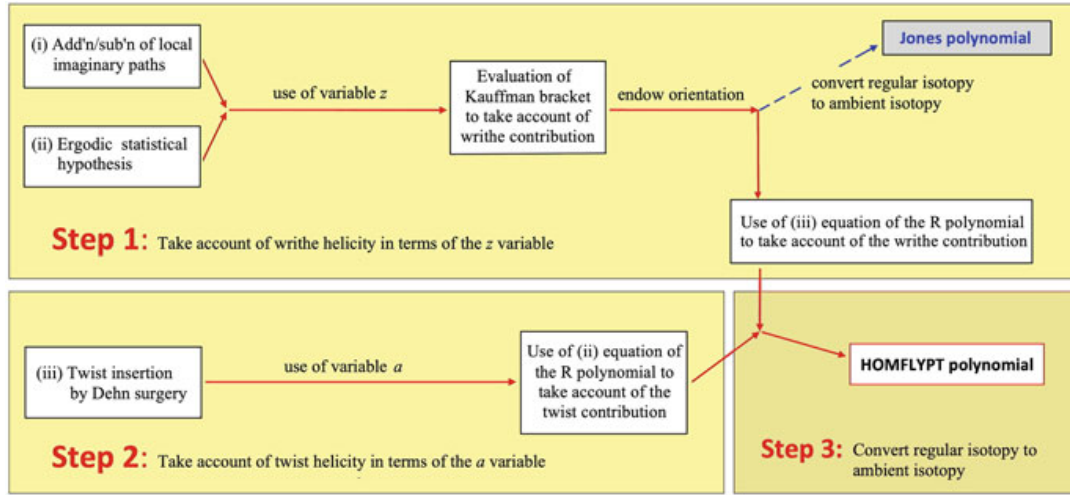 (i) Add'n/sub'n of local
imaginary paths
(ii) Ergodic statistical
hypothesis
use of variable z
Evaluation of
Kauffman bracket
to take account of
writhe contribution
endow orientation
Jones polynomial
convert regular isotopy
to ambient isotopy
Use of (iii) equation of the R polynomial
to take account of the writhe contribution
Step 1: Take account of writhe helicity in terms of the z variable
(iii) Twist insertion
by Dehn surgery
use of variable a
Use of (ii) equation of
the R polynomial to
take account of the
twist contribution
Step 2: Take account of twist helicity in terms of the a variable
HOMFLYPT polynomial
Step 3: Convert regular isotopy to
ambient isotopy